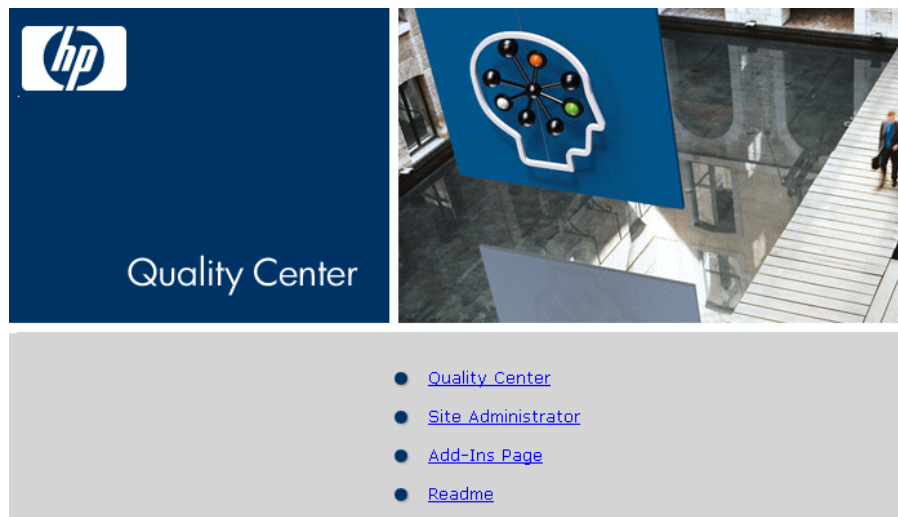 hp
Quality Center
Quality Center
Site Administrator
Add-Ins Page
Readme